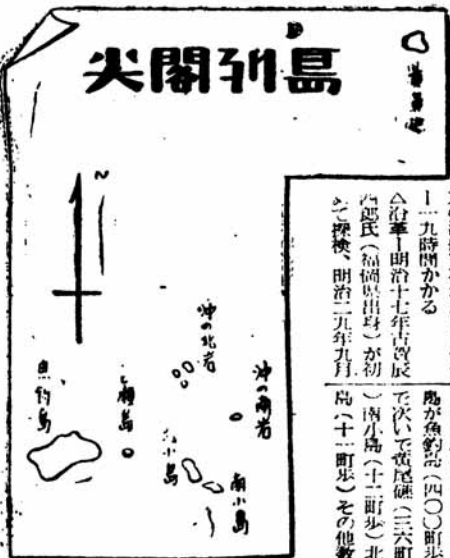 尖閣列島
N
沖の北岩
沖の南岩
魚釣島
北小島
南小島
ー一九時間かかる
△沿革ー明治十七年古賀辰
四郎氏（福岡県出身）が初
めて探検、明治二九年九月
島が魚釣島（四〇〇町歩
で次いで黄尾礁（三六町
）南小島（十二町歩）北
島（十一町歩）その他数